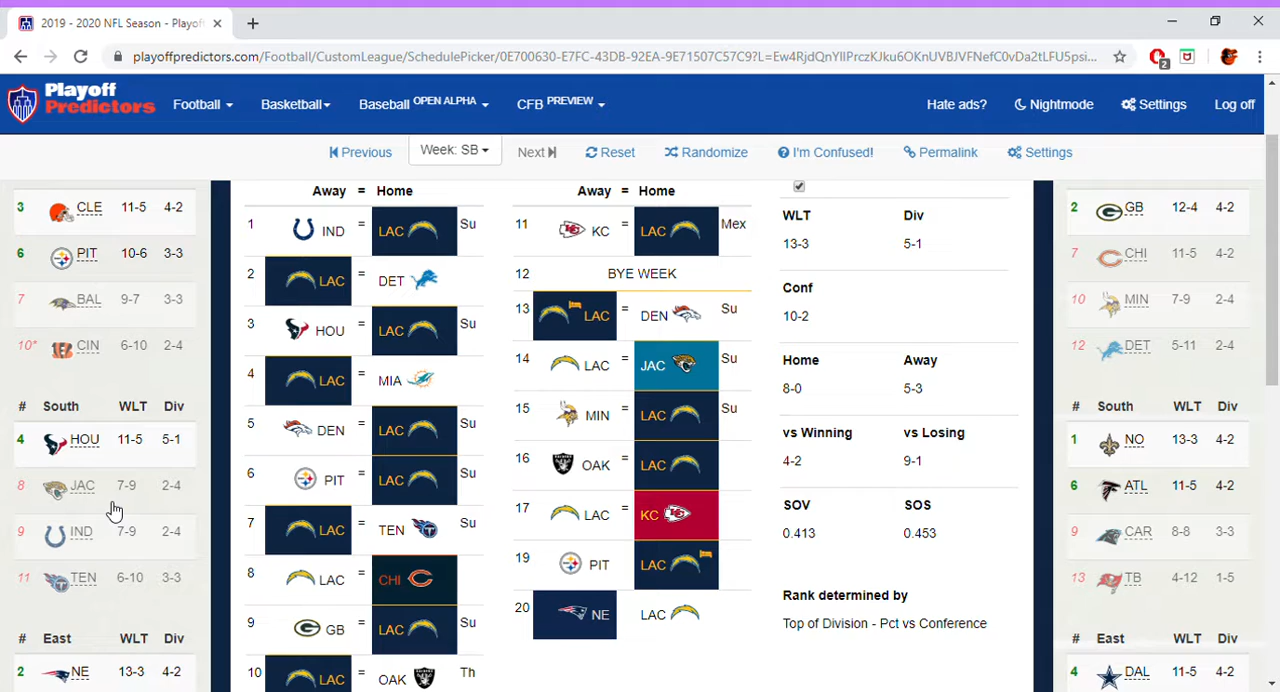 2019 - 2020 NFL Season - Playof
playoffpredictors.com/Football/CustomLeague/SchedulePicker/0E700630-E7FC-43DB-92EA-9E71507C57C9?L=Ew4RjdQnYlIPrczKJku6OKnUVBJVFNefC0vDa2tLFU5psi...
2
Playoff
Predictors
Football
Basketball
Baseball OPEN ALPHA
CFB PREVIEW
Hate ads?
Nightmode
Settings
Log off
Previous
Week: SB
Next
Reset
Randomize
I'm Confused!
Permalink
Settings
3 CLE 11-5 4-2
6 PIT 10-6 3-3
7 BAL 9-7 3-3
10* CIN 6-10 2-4
# South WLT Div
4 HOU 11-5 5-1
8 JAC 7-9 2-4
9 IND 7-9 2-4
11 TEN 6-10 3-3
# East WLT Div
2 NE 13-3 4-2
Away = Home
1 IND = LAC Su
2 LAC = DET
3 HOU = LAC Su
4 LAC = MIA
5 DEN = LAC Su
6 PIT = LAC Su
7 LAC = TEN Su
8 LAC = CHI
9 GB = LAC Su
10 LAC = OAK Th
Away = Home
11 KC = LAC Mex
12 BYE WEEK
13 LAC = DEN Su
14 LAC = JAC Su
15 MIN = LAC Su
16 OAK = LAC
17 LAC = KC
19 PIT = LAC
20 NE LAC
WLT Div
13-3 5-1
Conf
10-2
Home Away
8-0 5-3
vs Winning vs Losing
4-2 9-1
SOV SOS
0.413 0.453
Rank determined by
Top of Division - Pct vs Conference
2 GB 12-4 4-2
7 CHI 11-5 4-2
10 MIN 7-9 2-4
12 DET 5-11 2-4
# South WLT Div
1 NO 13-3 4-2
6 ATL 11-5 4-2
9 CAR 8-8 3-3
13 TB 4-12 1-5
# East WLT Div
4 DAL 11-5 4-2